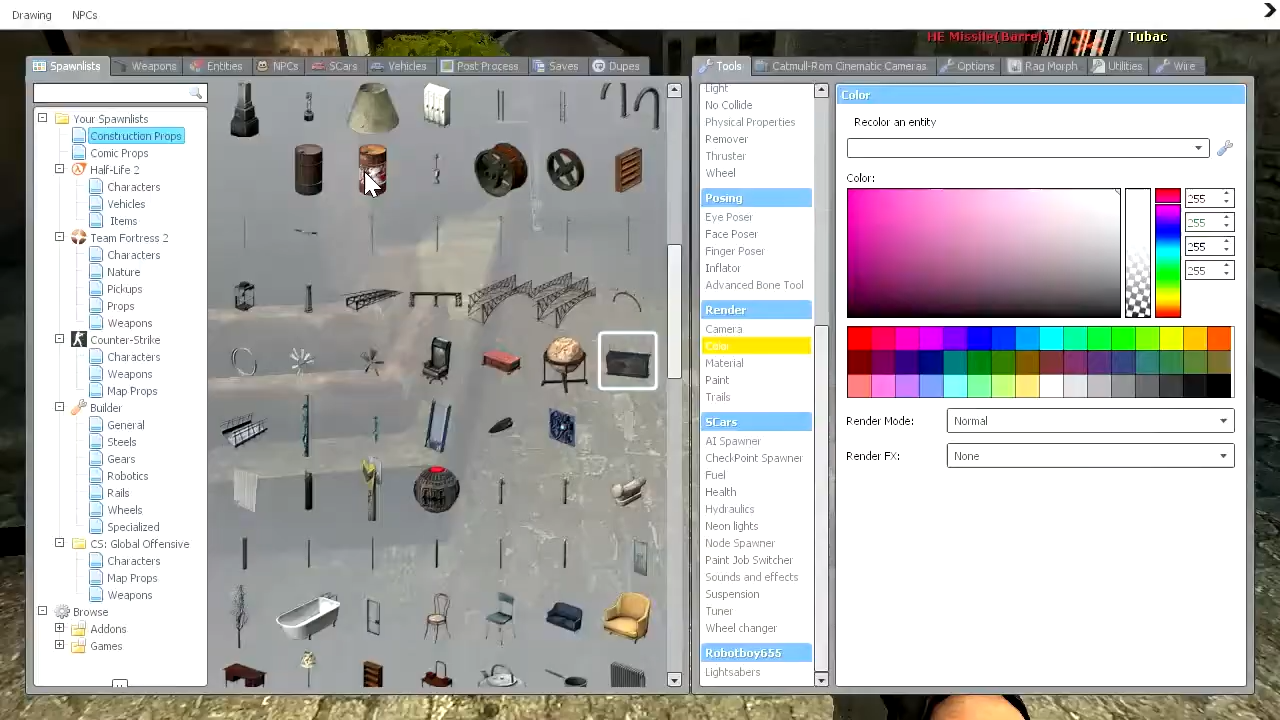 Drawing NPCs
HE Missile(Barrel) Tubac
Spawnlists Weapons Entities NPCs SCars Vehicles Post Process Saves Dupes
Tools Catmull-Rom Cinematic Cameras Options Rag Morph Utilities Wire
Your Spawnlists
Construction Props
Comic Props
Half-Life 2
Characters
Vehicles
Items
Team Fortress 2
Characters
Nature
Pickups
Props
Weapons
Counter-Strike
Characters
Weapons
Map Props
Builder
General
Steels
Gears
Robotics
Rails
Wheels
Specialized
CS: Global Offensive
Characters
Map Props
Weapons
Browse
Addons
Games
Light
No Collide
Physical Properties
Remover
Thruster
Wheel
Posing
Eye Poser
Face Poser
Finger Poser
Inflator
Advanced Bone Tool
Render
Camera
Color
Material
Paint
Trails
SCars
AI Spawner
CheckPoint Spawner
Fuel
Health
Hydraulics
Neon lights
Node Spawner
Paint Job Switcher
Sounds and effects
Suspension
Tuner
Wheel changer
Robotboy655
Lightsabers
Color
Recolor an entity
Color:
255
255
255
255
Render Mode: Normal
Render FX: None